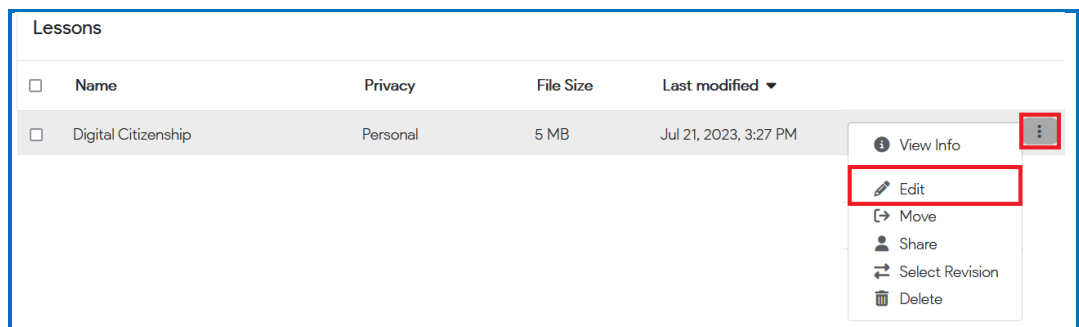 Lessons
Name Privacy File Size Last modified
Digital Citizenship Personal 5 MB Jul 21, 2023, 3:27 PM
View Info
Edit
Move
Share
Select Revision
Delete